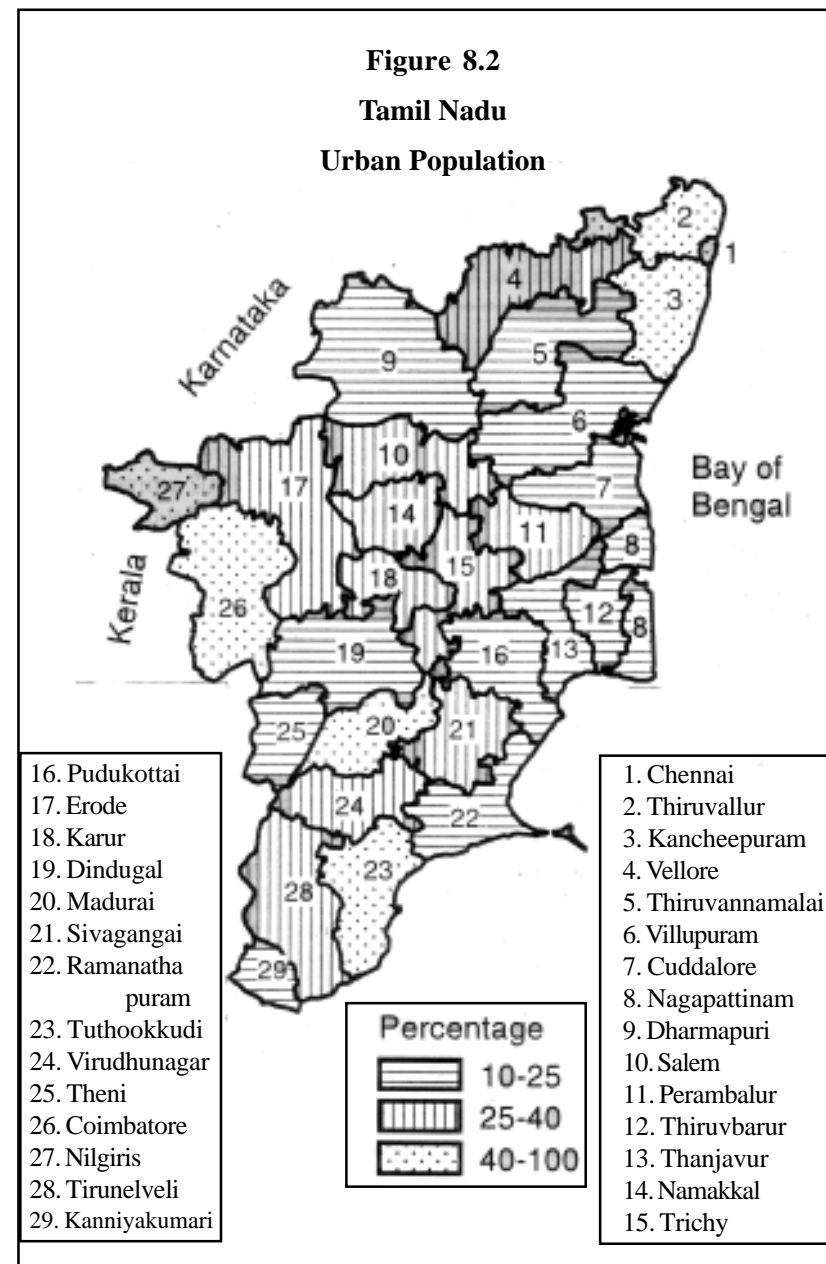 Figure 8.2
Tamil Nadu
Urban Population
2
1
4
3
Karnataka
5
9
6
10
Bay of
Bengal
7
27
17
14
11
8
15
18
Kerala
26
12
8
13
19
16
20
21
25
24
22
23
28
29
16. Pudukottai
17. Erode
18. Karur
19. Dindugal
20. Madurai
21. Sivagangai
22. Ramanatha
puram
23. Tuthookkudi
24. Virudhunagar
25. Theni
26. Coimbatore
27. Nilgiris
28. Tirunelveli
29. Kanniyakumari
Percentage
10-25
25-40
40-100
1. Chennai
2. Thiruvallur
3. Kancheepuram
4. Vellore
5. Thiruvannamalai
6. Villupuram
7. Cuddalore
8. Nagapattinam
9. Dharmapuri
10. Salem
11. Perambalur
12. Thiruvbarur
13. Thanjavur
14. Namakkal
15. Trichy